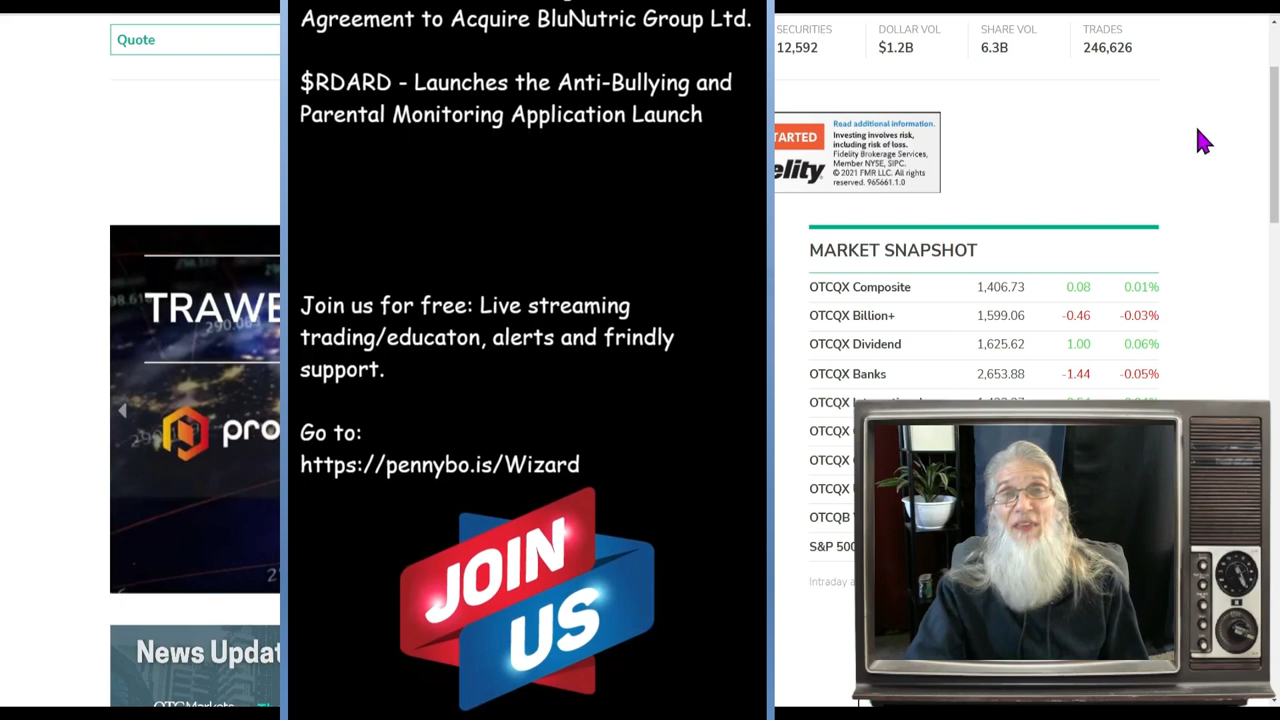 Quote
Agreement to Acquire BluNutric Group Ltd.
$RDARD - Launches the Anti-Bullying and
Parental Monitoring Application Launch
Join us for free: Live streaming
trading/educaton, alerts and frindly
support.
Go to:
https://pennybo.is/Wizard
JOIN
US
SECURITIES
12,592
DOLLAR VOL
$1.2B
SHARE VOL
6.3B
TRADES
246,626
Read additional information.
Investing involves risk,
including risk of loss.
Fidelity Brokerage Services,
Member NYSE, SIPC.
© 2021 FMR LLC. All rights
reserved. 965661.1.0
MARKET SNAPSHOT
OTCQX Composite 1,406.73 0.08 0.01%
OTCQX Billion+ 1,599.06 -0.46 -0.03%
OTCQX Dividend 1,625.62 1.00 0.06%
OTCQX Banks 2,653.88 -1.44 -0.05%
OTCQX
OTCQX
OTCQX
OTCQX
OTCQB
S&P 500
Intraday
TRAWE
pro
News Updat